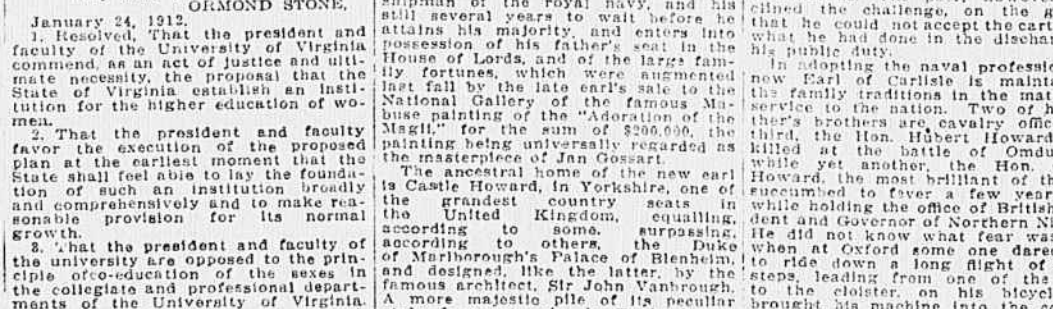 ORMOND STONE.
January 24, 1912.
1. Resolved, That the president and
faculty of the University of Virginia
commend, as an act of justice and ulti-
mate necessity, the proposal that the
State of Virginia establish an insti-
tution for the higher education of wo-
men.
2. That the president and faculty
favor the execution of the proposed
plan at the earliest moment that the
State shall feel able to lay the founda-
tion of such an institution broadly
and comprehensively and to make rea-
sonable provision for its normal
growth.
3. That the president and faculty of
the university are opposed to the prin-
ciple of co-education of the sexes in
the collegiate and professional depart-
ments of the University of Virginia.
shipman of the royal navy, and his
still several years to wait before he
attains his majority, and enters into
possession of his father's seat in the
House of Lords, and of the large fam-
ily fortunes, which were augmented
last fall by the late earl's sale to the
National Gallery of the famous Ma-
buse painting of the "Adoration of the
Magii," for the sum of $200,000, the
painting being universally regarded as
the masterpiece of Jan Gossart.
The ancestral home of the new earl
is Castle Howard, in Yorkshire, one of
the grandest country seats in
the United Kingdom, equalling,
according to some, surpassing,
according to others, the Duke
of Marlborough's Palace of Blenheim,
and designed, like the latter, by the
famous architect, Sir John Vanbrough.
A more majestic pile of its peculiar
clined the challenge, on the g
that he could not accept the cart
what he had done in the dischar
his public duty.
In adopting the naval professio
new Earl of Carlisle is mainta
the family traditions in the mat
service to the nation. Two of h
ther's brothers are cavalry offic
third, the Hon. Hubert Howard
killed at the battle of Omdu
while yet another, the Hon.
Howard, the most brilliant of th
succumbed to fever a few year
while holding the office of British
dent and Governor of Northern Ni
He did not know what fear was
when at Oxford some one dared
to ride down a long flight of
steps, leading from one of the
to the cloister, on his bicycl
brought his machine into the